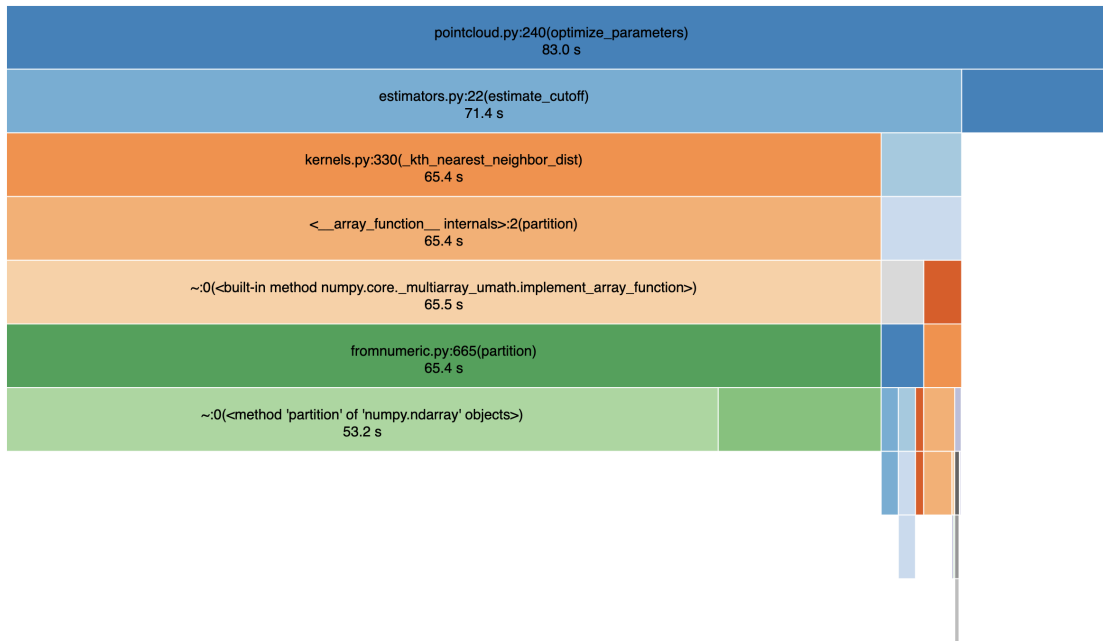 pointcloud.py:240(optimize_parameters)
83.0 s
estimators.py:22(estimate_cutoff)
71.4 s
kernels.py:330(_kth_nearest_neighbor_dist)
65.4 s
<__array_function__ internals>:2(partition)
65.4 s
~:0(<built-in method numpy.core._multiarray_umath.implement_array_function>)
65.5 s
fromnumeric.py:665(partition)
65.4 s
~:0(<method 'partition' of 'numpy.ndarray' objects>)
53.2 s